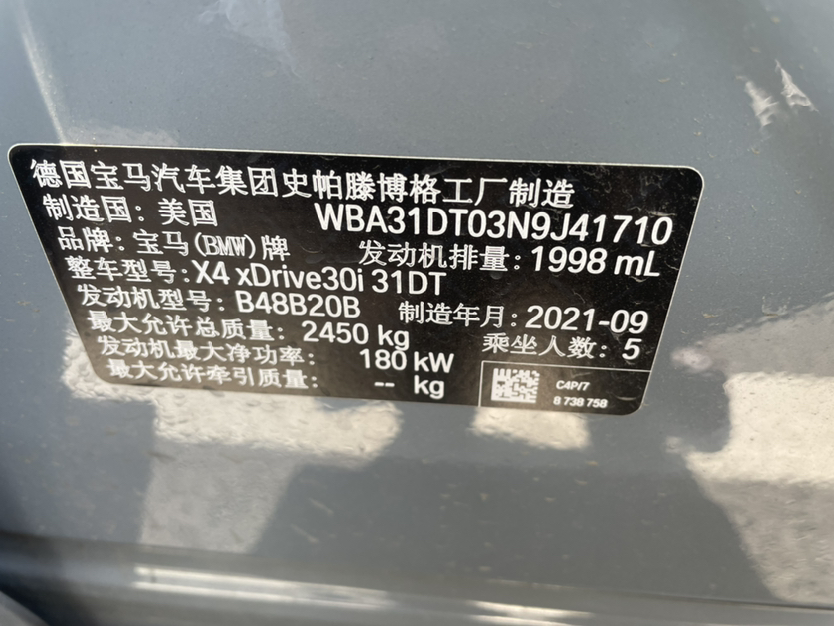 德国宝马汽车集团史帕滕博格工厂制造
制造国: 美国 WBA31DT03N9J41710
品牌: 宝马(BMW)牌 发动机排量: 1998 mL
整车型号: X4 xDrive30i 31DT
发动机型号: B48B20B 制造年月: 2021-09
最大允许总质量: 2450 kg 乘坐人数: 5
发动机最大净功率: 180 kW
最大允许牵引质量: -- kg
C4P/7
8 738 758